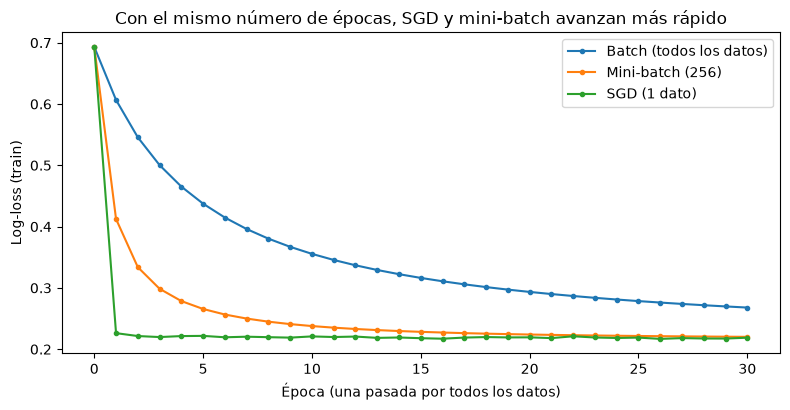 Con el mismo número de épocas, SGD y mini-batch avanzan más rápido
Log-loss (train)
0.7
0.6
0.5
0.4
0.3
0.2
Batch (todos los datos)
Mini-batch (256)
SGD (1 dato)
0 5 10 15 20 25 30
Época (una pasada por todos los datos)